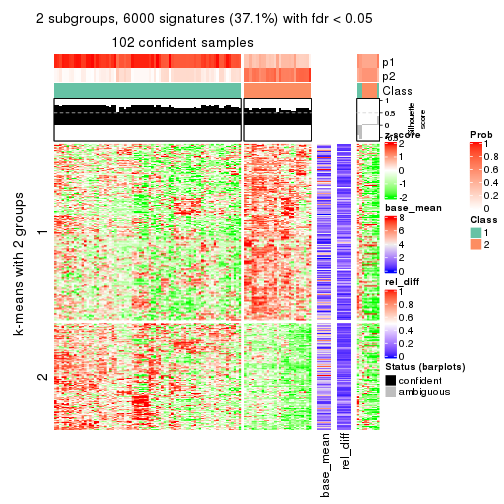 2 subgroups, 6000 signatures (37.1%) with fdr < 0.05
102 confident samples
p1
p2
Class
1
0.5
0
Silhouette
score
k-means with 2 groups
1
2
z-score
2
1
0
-1
-2
base_mean
8
6
4
2
0
rel_diff
1
0.8
0.6
0.4
0.2
0
Status (barplots)
confident
ambiguous
Prob
1
0.8
0.6
0.4
0.2
0
Class
1
2
base_mean
rel_diff